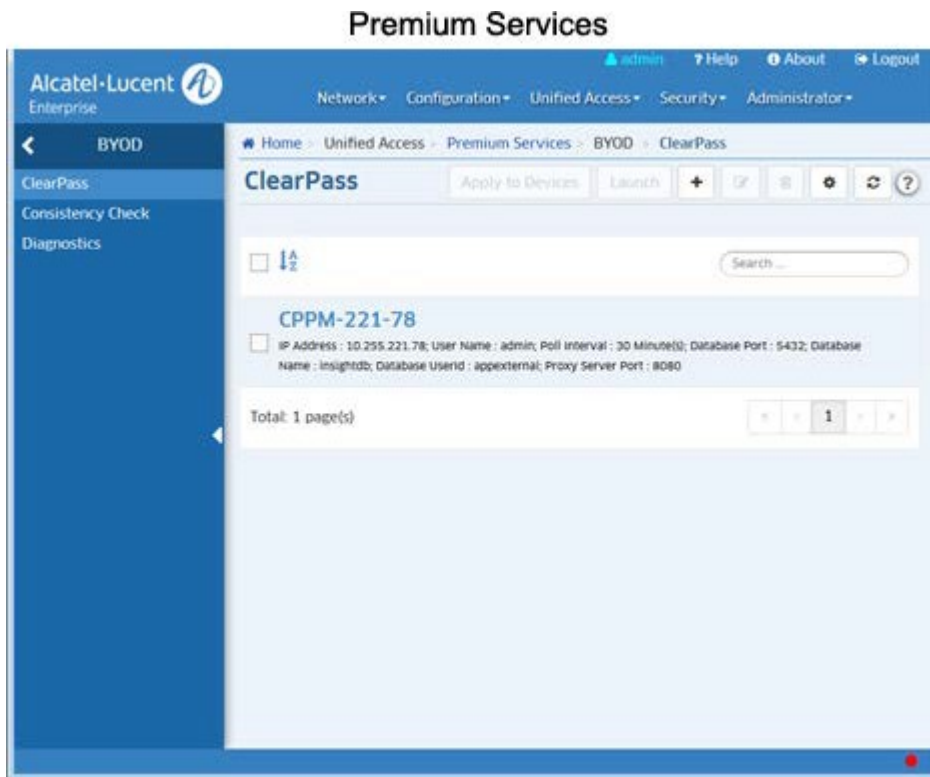 Premium Services
admin ? Help About Logout
Alcatel·Lucent
Enterprise
Network Configuration Unified Access Security Administrator
BYOD
Home > Unified Access > Premium Services > BYOD > ClearPass
ClearPass
Consistency Check
Diagnostics
ClearPass Apply to Devices Launch + ?
A
Z
Search ...
CPPM-221-78
IP Address : 10.255.221.78; User Name : admin; Poll Interval : 30 Minute(s); Database Port : 5432; Database
Name : insightdb; Database UserId : appexternal; Proxy Server Port : 8080
Total: 1 page(s) « ‹ 1 › »